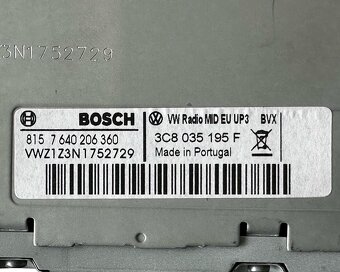 Z3N1752729
BOSCH
VW Radio MID EU UP3 BVX
815 7 640 206 360
3C8 035 195 F
VWZ1Z3N1752729
Made in Portugal